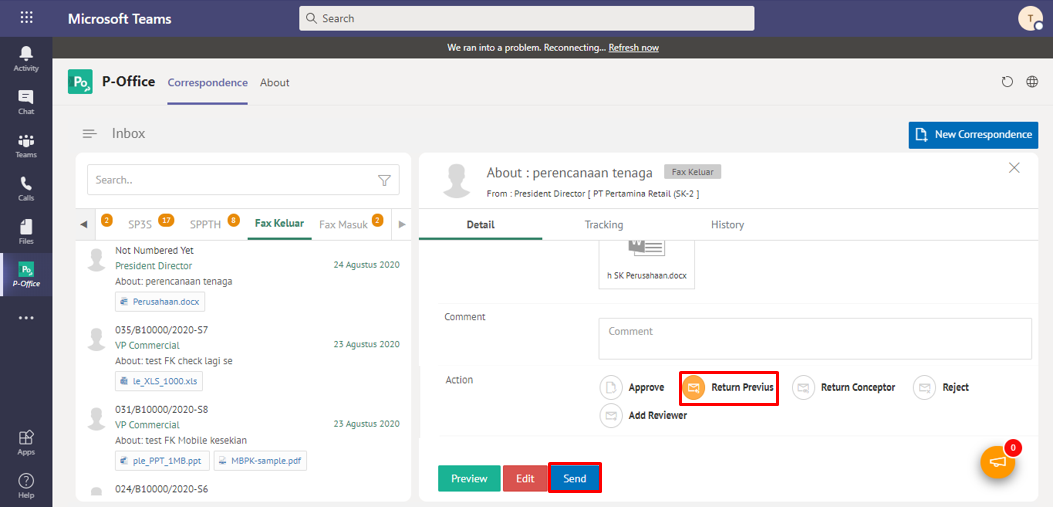 Microsoft Teams
Search
T
We ran into a problem. Reconnecting... Refresh now
Activity
Chat
Teams
Calls
Files
P-Office
Apps
Help
Po
P-Office
Correspondence
About
Inbox
New Correspondence
Search..
2
SP3S
17
SPPTH
8
Fax Keluar
Fax Masuk
2
Not Numbered Yet
President Director
24 Agustus 2020
About: perencanaan tenaga
Perusahaan.docx
035/B10000/2020-S7
VP Commercial
23 Agustus 2020
About: test FK check lagi se
le_XLS_1000.xls
031/B10000/2020-S8
VP Commercial
23 Agustus 2020
About: test FK Mobile kesekian
ple_PPT_1MB.ppt
MBPK-sample.pdf
024/B10000/2020-S6
About : perencanaan tenaga
Fax Keluar
From : President Director [ PT Pertamina Retail (SK-2 ]
Detail
Tracking
History
h SK Perusahaan.docx
Comment
Comment
Action
Approve
Return Previus
Return Conceptor
Reject
Add Reviewer
Preview
Edit
Send
0